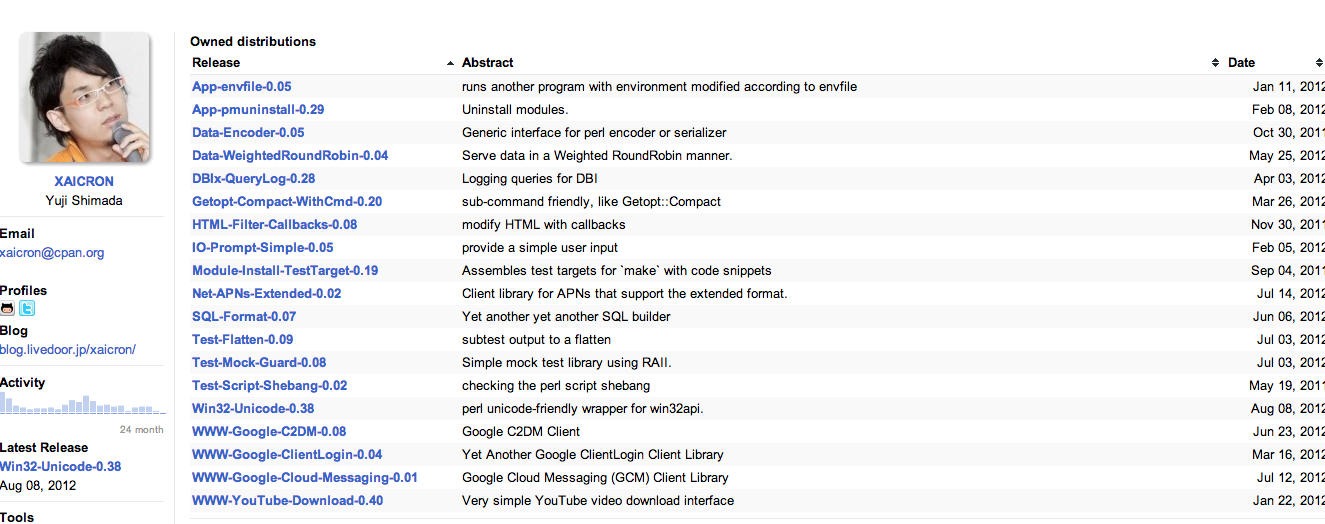 XAICRON
Yuji Shimada
Email
xaicron@cpan.org
Profiles
Blog
blog.livedoor.jp/xaicron/
Activity
24 month
Latest Release
Win32-Unicode-0.38
Aug 08, 2012
Tools
Owned distributions
Release Abstract Date
App-envfile-0.05 runs another program with environment modified according to envfile Jan 11, 2012
App-pmuninstall-0.29 Uninstall modules. Feb 08, 2012
Data-Encoder-0.05 Generic interface for perl encoder or serializer Oct 30, 2011
Data-WeightedRoundRobin-0.04 Serve data in a Weighted RoundRobin manner. May 25, 2012
DBIx-QueryLog-0.28 Logging queries for DBI Apr 03, 2012
Getopt-Compact-WithCmd-0.20 sub-command friendly, like Getopt::Compact Mar 26, 2012
HTML-Filter-Callbacks-0.08 modify HTML with callbacks Nov 30, 2011
IO-Prompt-Simple-0.05 provide a simple user input Feb 05, 2012
Module-Install-TestTarget-0.19 Assembles test targets for `make` with code snippets Sep 04, 2011
Net-APNs-Extended-0.02 Client library for APNs that support the extended format. Jul 14, 2012
SQL-Format-0.07 Yet another yet another SQL builder Jun 06, 2012
Test-Flatten-0.09 subtest output to a flatten Jul 03, 2012
Test-Mock-Guard-0.08 Simple mock test library using RAII. Jul 03, 2012
Test-Script-Shebang-0.02 checking the perl script shebang May 19, 2011
Win32-Unicode-0.38 perl unicode-friendly wrapper for win32api. Aug 08, 2012
WWW-Google-C2DM-0.08 Google C2DM Client Jun 23, 2012
WWW-Google-ClientLogin-0.04 Yet Another Google ClientLogin Client Library Mar 16, 2012
WWW-Google-Cloud-Messaging-0.01 Google Cloud Messaging (GCM) Client Library Jul 12, 2012
WWW-YouTube-Download-0.40 Very simple YouTube video download interface Jan 22, 2012